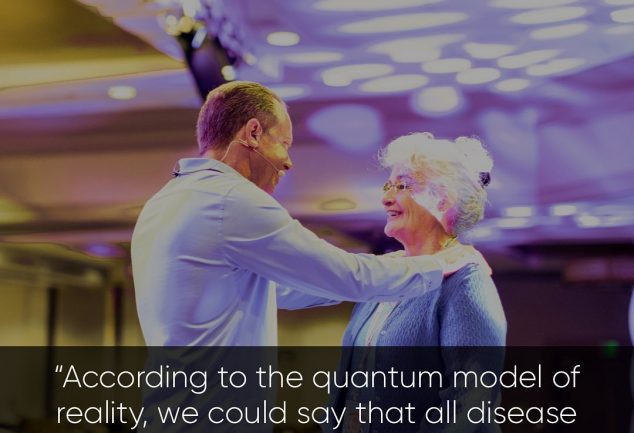 “According to the quantum model of
reality, we could say that all disease